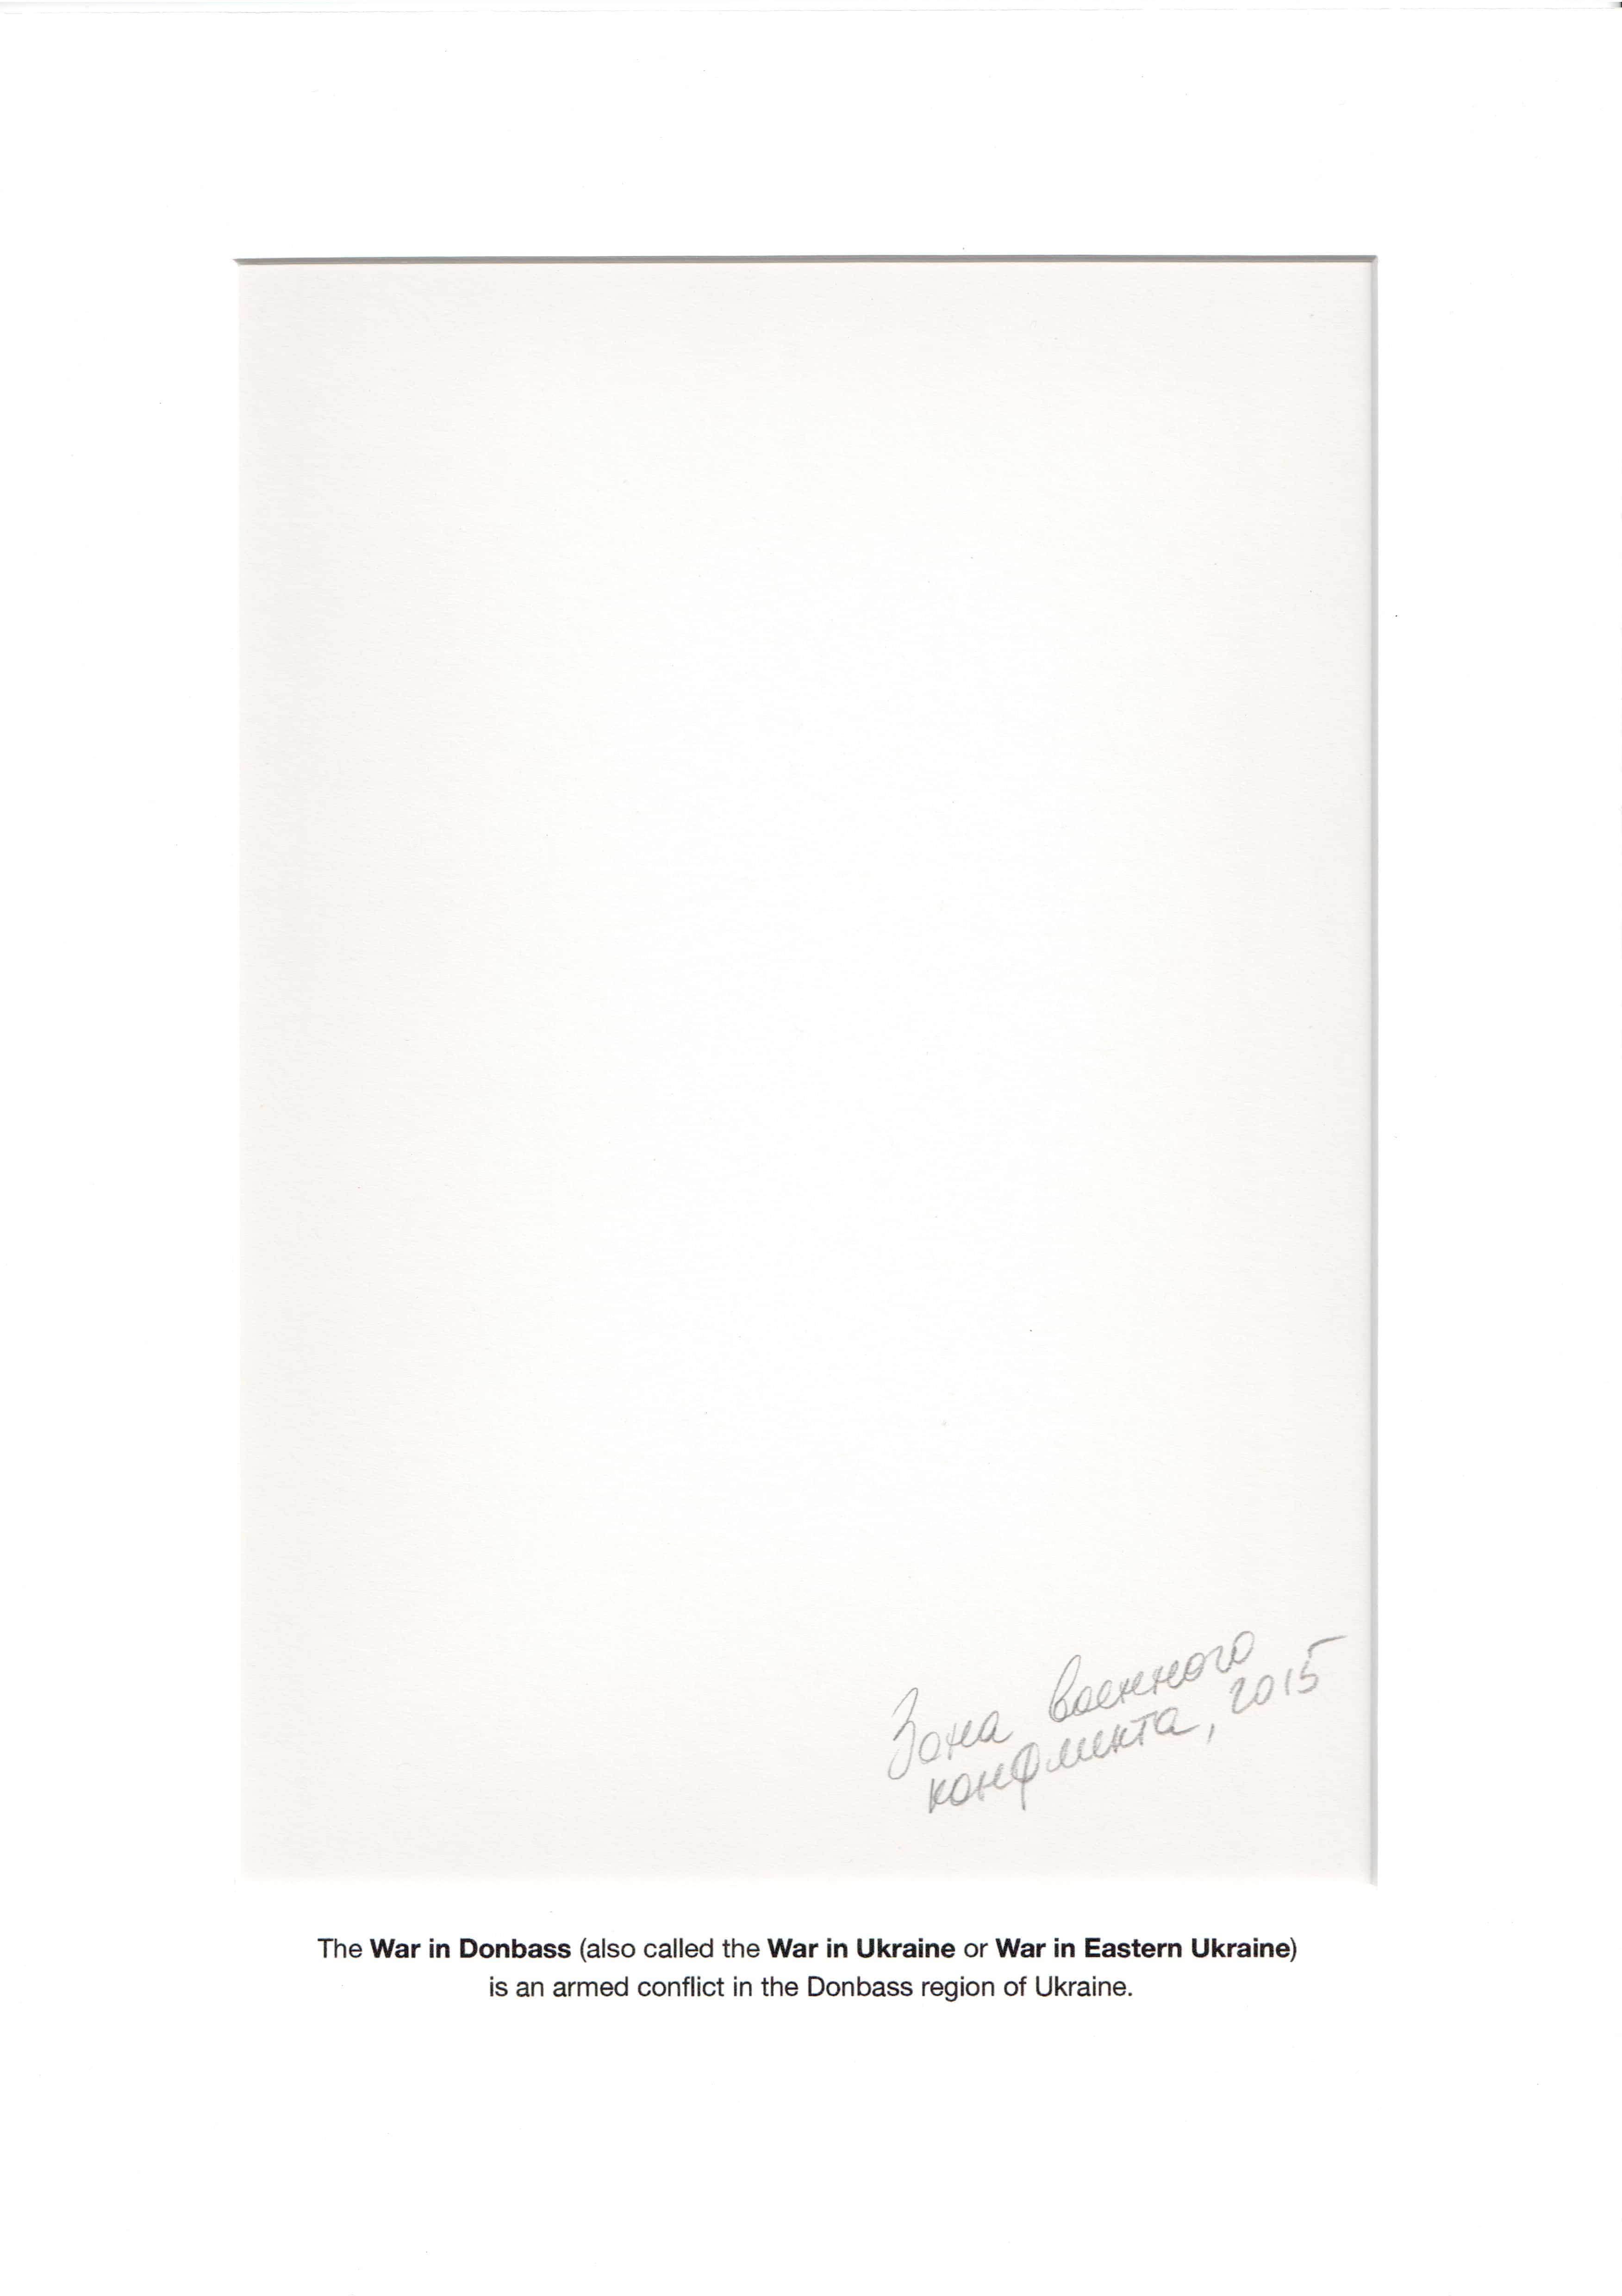 Зона военного
конфликта, 2015
The War in Donbass (also called the War in Ukraine or War in Eastern Ukraine)
is an armed conflict in the Donbass region of Ukraine.